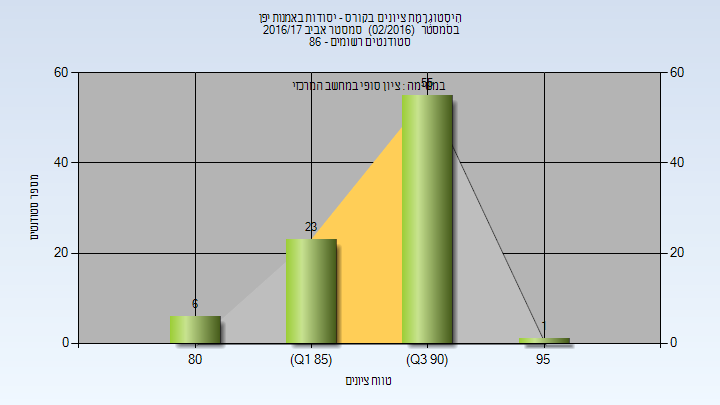 היסטוגרמת ציונים בקורס - יסודות באמנות יפן
בסמסטר (02/2016) סמסטר אביב 2016/17
סטודנטים רשומים - 86
במשימה : ציון סופי במחשב המרכזי
60
40
20
0
60
40
20
0
6
23
55
80
(Q1 85)
(Q3 90)
95
מספר סטודנטים
טווח ציונים